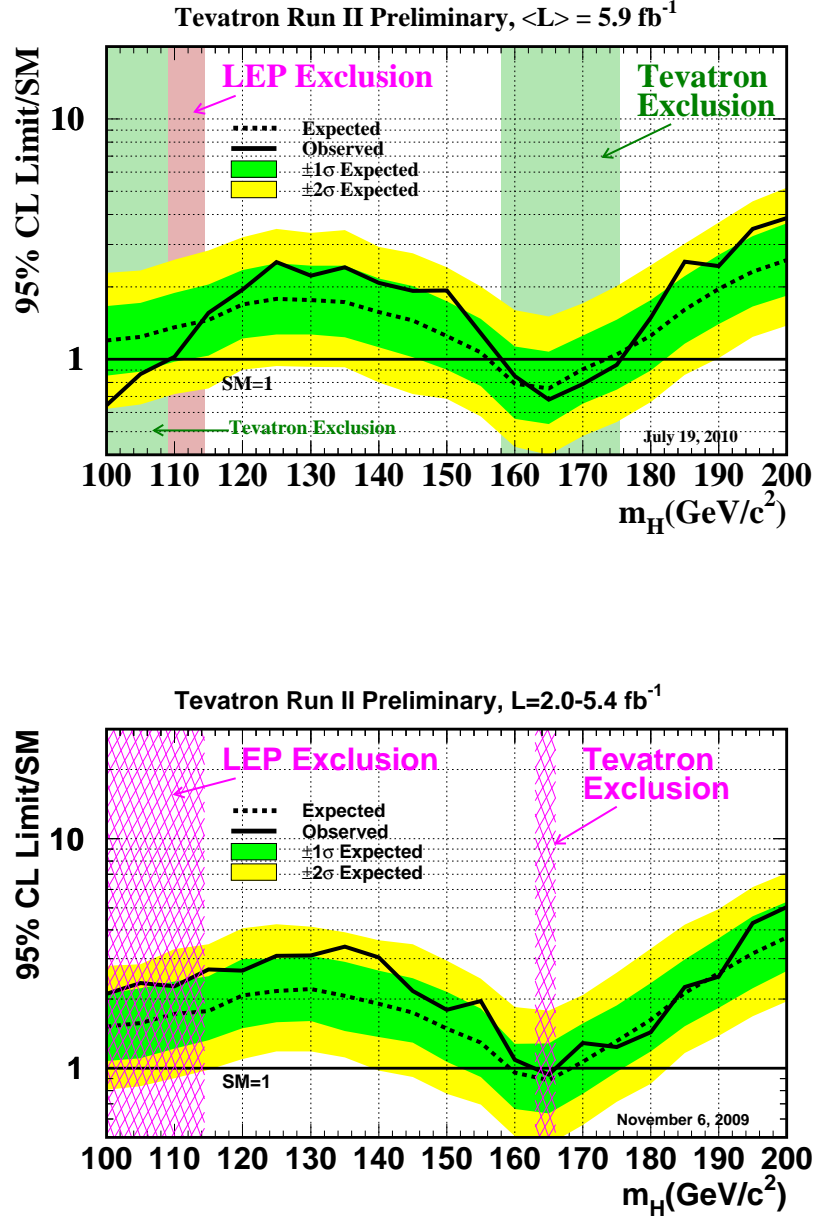 Tevatron Run II Preliminary, <L> = 5.9 fb⁻¹
95% CL Limit/SM
LEP Exclusion
Tevatron
Exclusion
10
Expected
Observed
±1σ Expected
±2σ Expected
1
SM=1
Tevatron Exclusion
July 19, 2010
100 110 120 130 140 150 160 170 180 190 200
m_H(GeV/c²)
Tevatron Run II Preliminary, L=2.0-5.4 fb⁻¹
95% CL Limit/SM
LEP Exclusion
Tevatron
Exclusion
10
Expected
Observed
±1σ Expected
±2σ Expected
1
SM=1
November 6, 2009
100 110 120 130 140 150 160 170 180 190 200
m_H(GeV/c²)